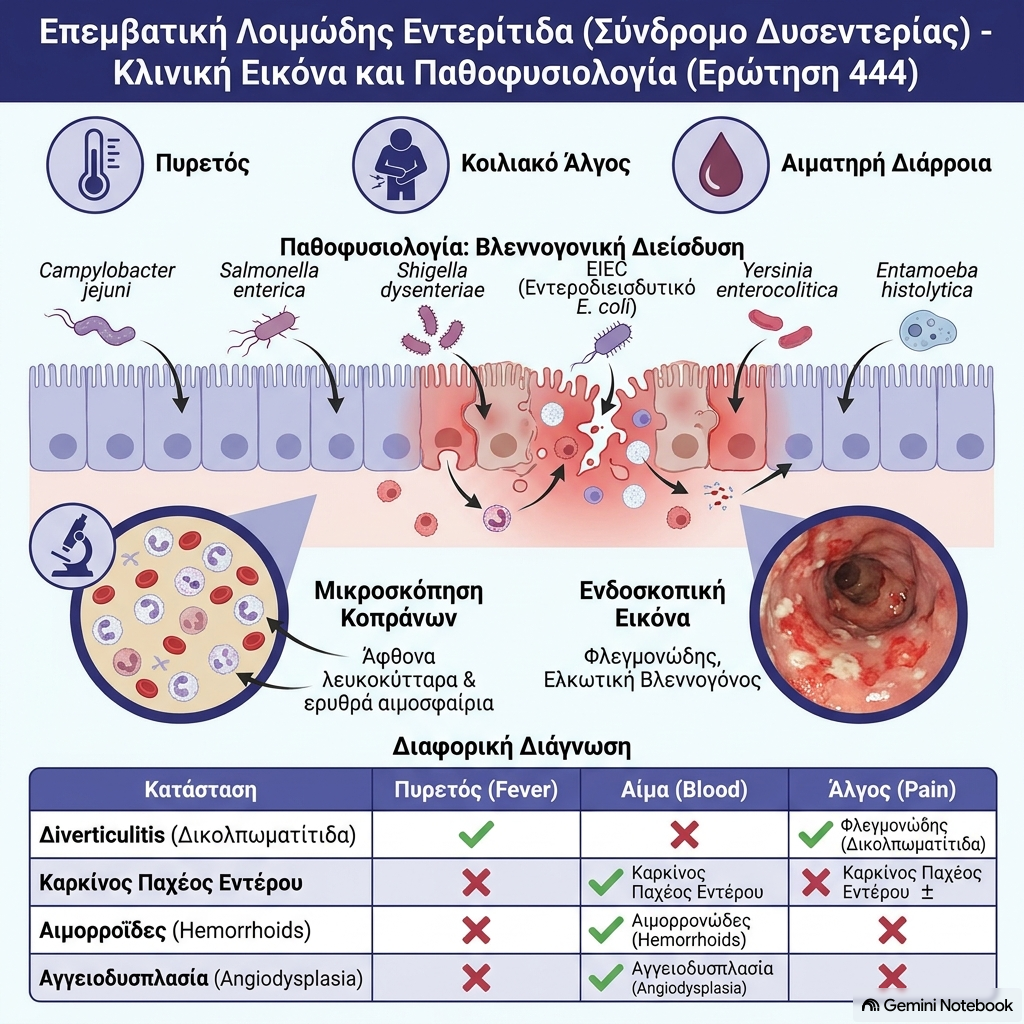 Επεμβατική Λοιμώδης Εντερίτιδα (Σύνδρομο Δυσεντερίας) -
Κλινική Εικόνα και Παθοφυσιολογία (Ερώτηση 444)
Πυρετός
Κοιλιακό Άλγος
Αιματηρή Διάρροια
Παθοφυσιολογία: Βλεννογονική Διείσδυση
Campylobacter
jejuni
Salmonella
enterica
Shigella
dysenteriae
EIEC
(Εντεροδιεισδυτικό
E. coli)
Yersinia
enterocolitica
Entamoeba
histolytica
Μικροσκόπηση
Κοπράνων
Άφθονα
λευκοκύτταρα &
ερυθρά αιμοσφαίρια
Ενδοσκοπική
Εικόνα
Φλεγμονώδης,
Ελκωτική Βλεννογόνος
Διαφορική Διάγνωση
Κατάσταση Πυρετός (Fever) Αίμα (Blood) Άλγος (Pain)
Διverticulitis (Δικολπωματίτιδα) ✓ ✗ ✓ Φλεγμονώδης
(Δικολπωματίτιδα)
Καρκίνος Παχέος Εντέρου ✗ ✓ Καρκίνος
Παχέος Εντέρου
✗ Καρκίνος Παχέος
Εντέρου ±
Αιμορροΐδες (Hemorrhoids) ✗ ✓ Αιμορρονώδες
(Hemorrhoids)
✗
Αγγειοδυσπλασία (Angiodysplasia) ✗ ✓ Αγγειοδυσπλασία
(Angiodysplasia)
✗
Gemini Notebook